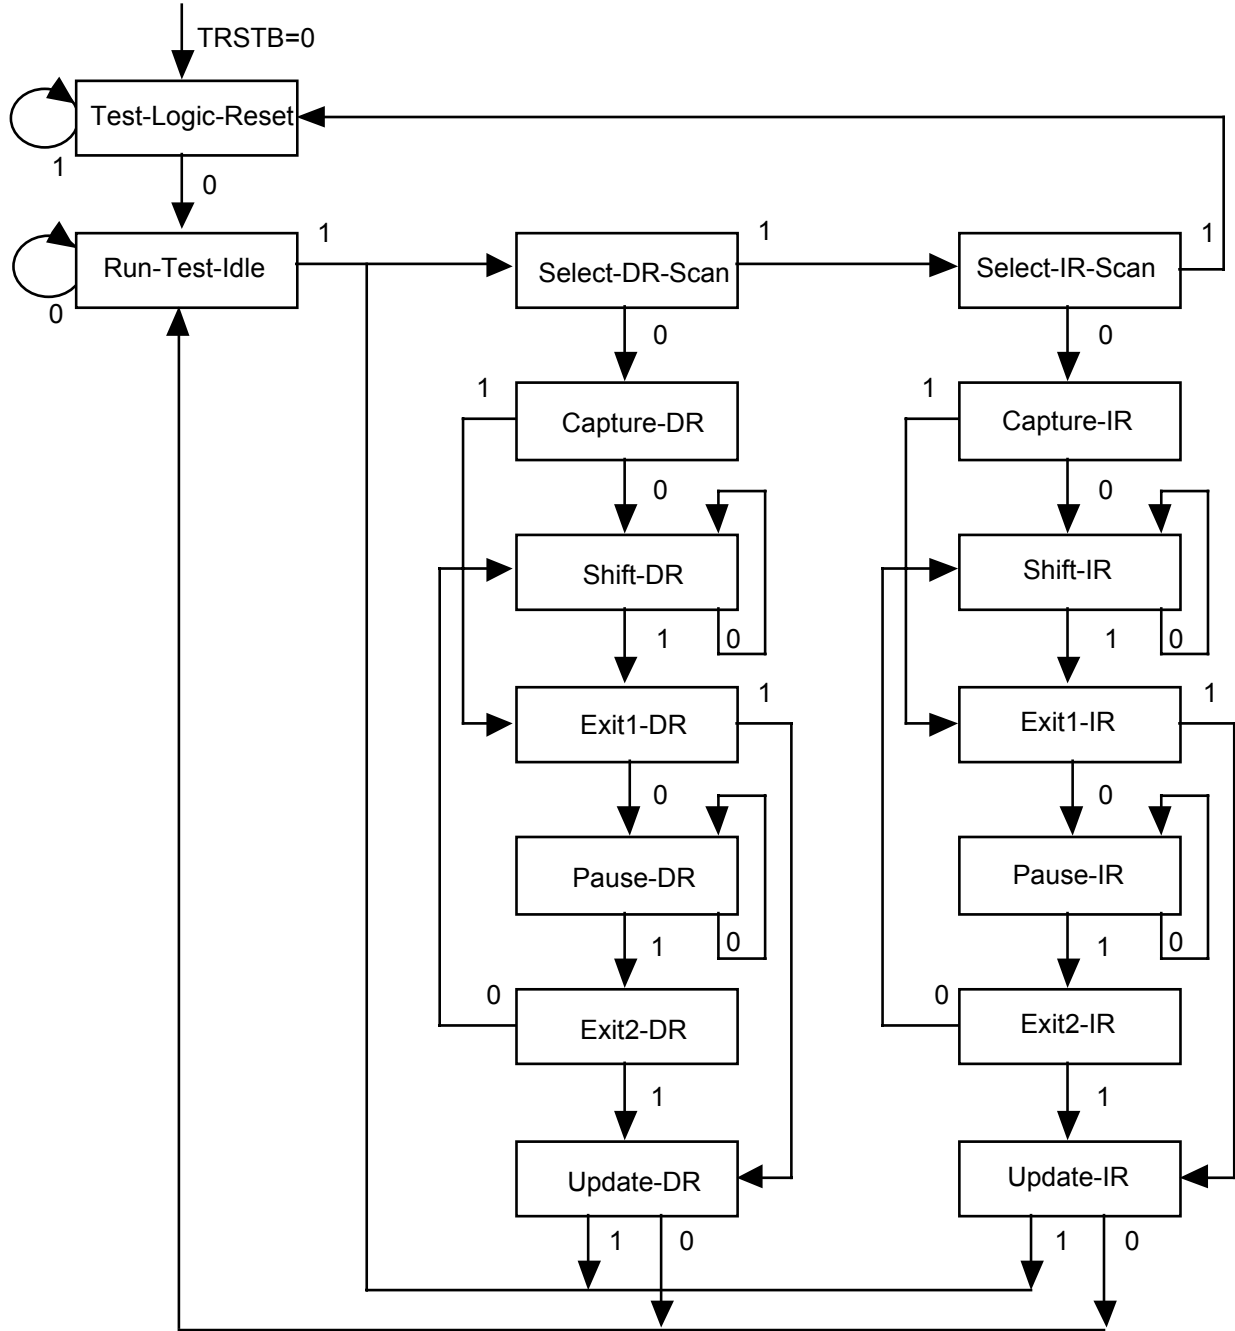 TRSTB=0
Test-Logic-Reset
1
0
Run-Test-Idle
0
1
Select-DR-Scan
1
Select-IR-Scan
1
0
0
1
Capture-DR
1
Capture-IR
0
0
Shift-DR
Shift-IR
1
0
1
0
Exit1-DR
1
Exit1-IR
1
0
0
Pause-DR
Pause-IR
1
0
1
0
0
Exit2-DR
0
Exit2-IR
1
1
Update-DR
Update-IR
1
0
1
0